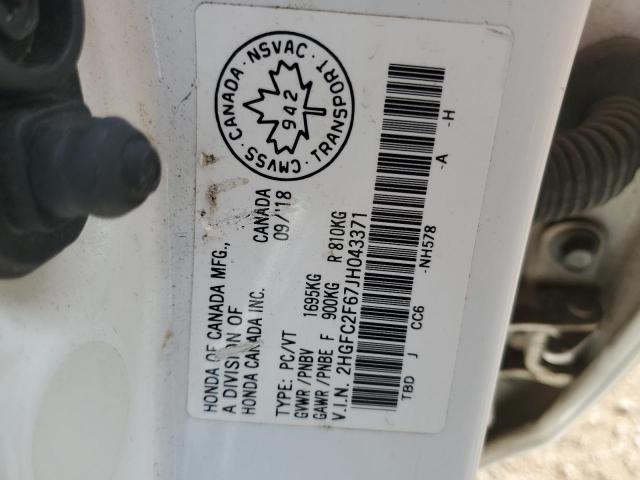 CMVSS · CANADA · NSVAC · TRANSPORT
942
HONDA OF CANADA MFG., CANADA
A DIVISION OF 09/'18
HONDA CANADA INC.
TYPE: PC/VT
GVWR/PNBV 1695KG
GAWR/PNBE F 900KG R 810KG
V.I.N. 2HGFC2F67JH043371
TBD J CC6 -NH578 -A -H